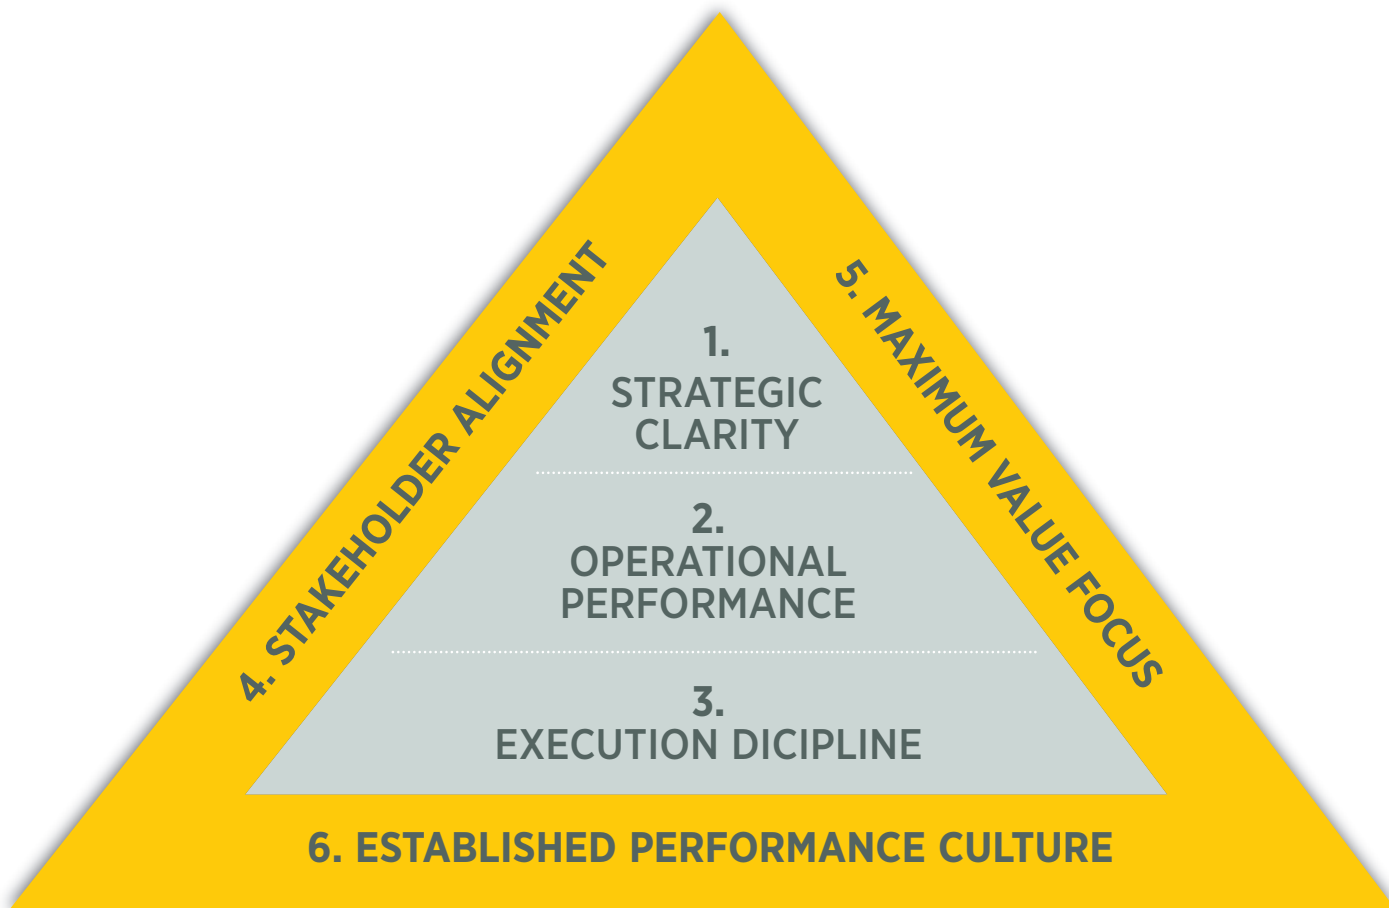 1.
STRATEGIC
CLARITY
2.
OPERATIONAL
PERFORMANCE
3.
EXECUTION DICIPLINE
4. STAKEHOLDER ALIGNMENT
5. MAXIMUM VALUE FOCUS
6. ESTABLISHED PERFORMANCE CULTURE